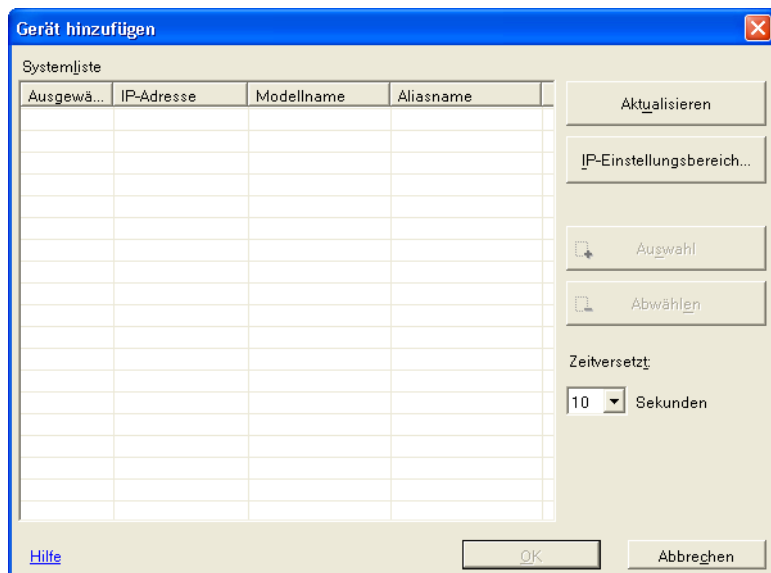 Gerät hinzufügen
Systemliste
Ausgewä... IP-Adresse Modellname Aliasname
Aktualisieren
IP-Einstellungsbereich...
Auswahl
Abwählen
Zeitversetzt:
10 Sekunden
Hilfe OK Abbrechen